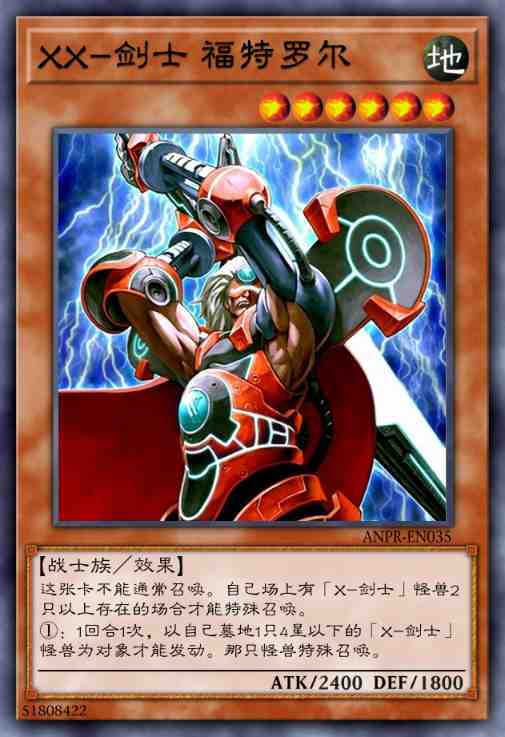 XX-剑士 福特罗尔
地
ANPR-EN035
【战士族／效果】
这张卡不能通常召唤。自己场上有「X-剑士」怪兽2
只以上存在的场合才能特殊召唤。
①：1回合1次，以自己墓地1只4星以下的「X-剑士」
怪兽为对象才能发动。那只怪兽特殊召唤。
ATK/2400 DEF/1800
51808422